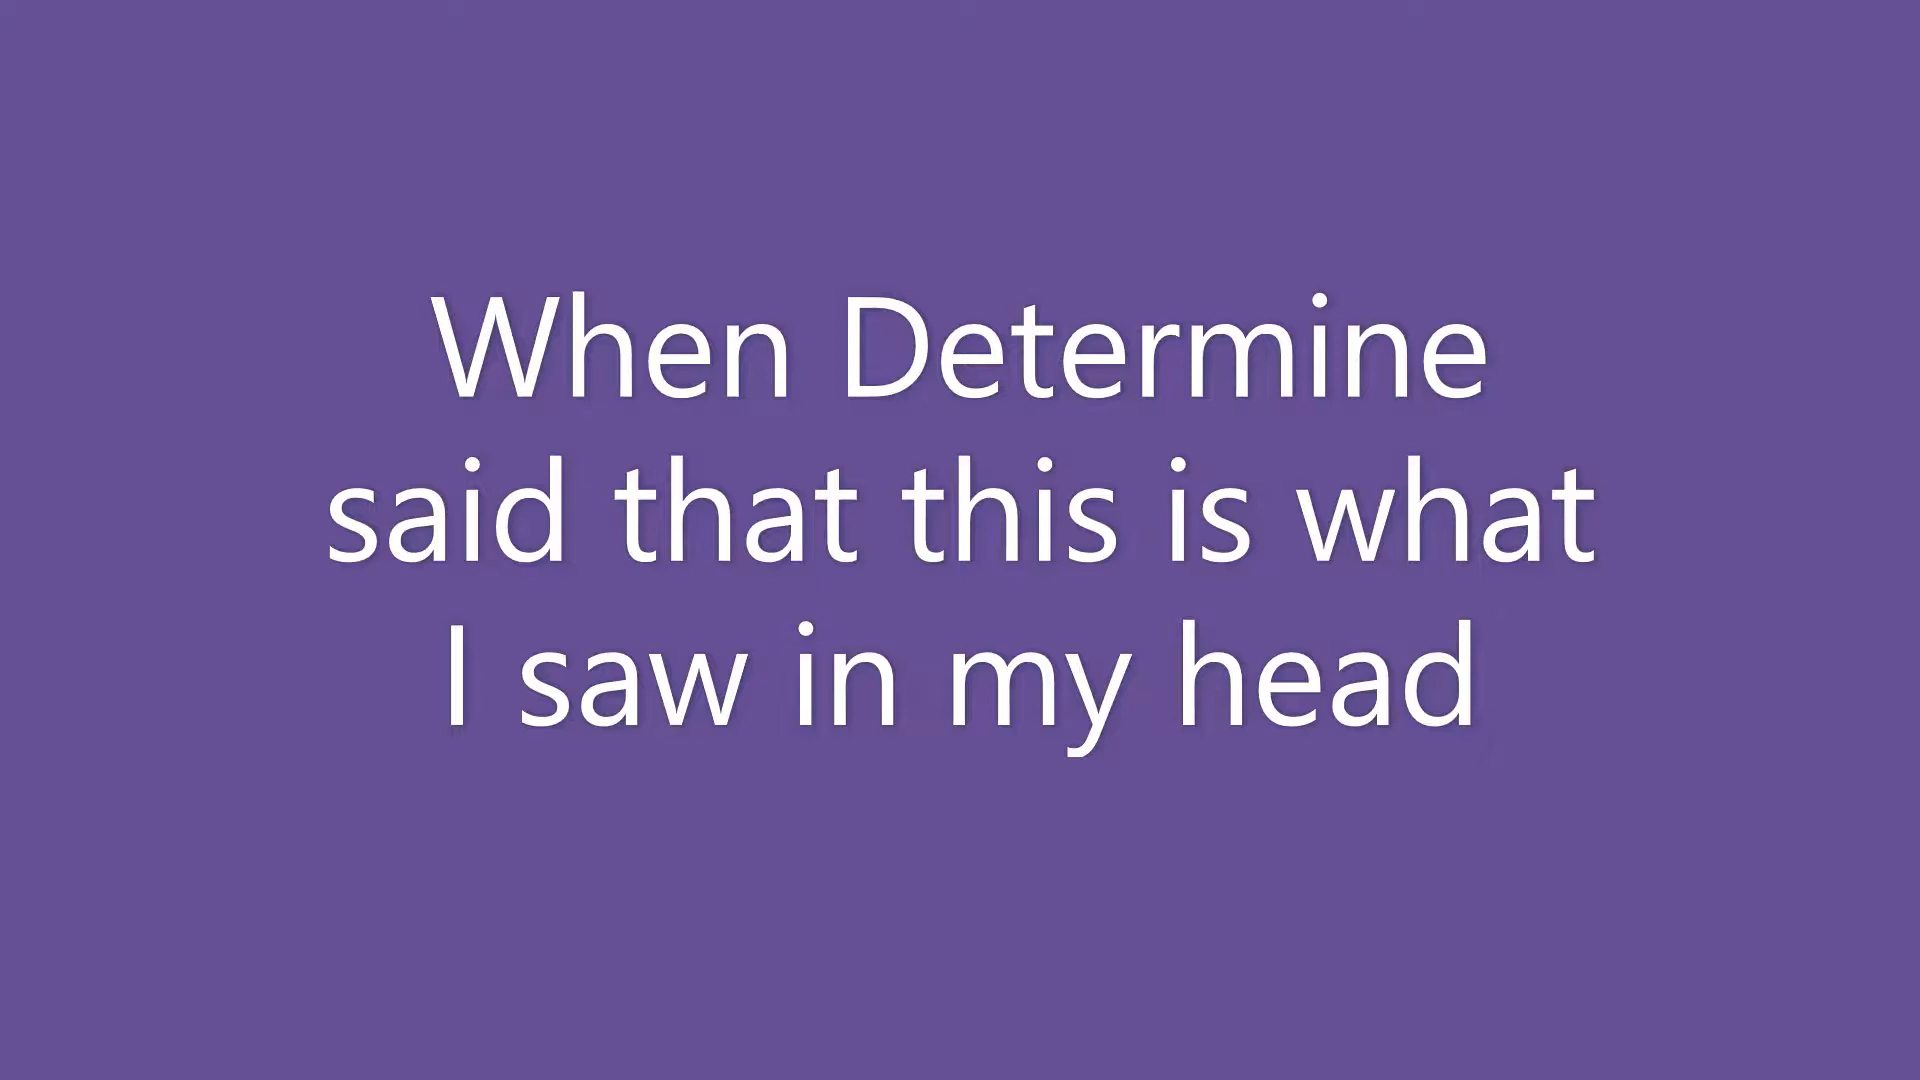 When Determine
said that this is what
I saw in my head